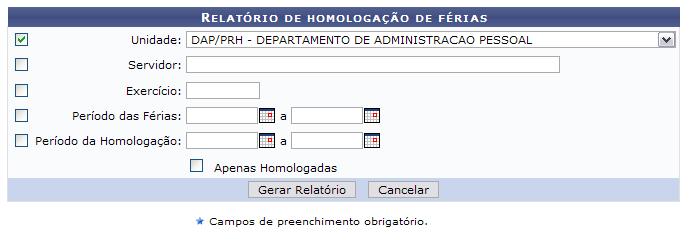 RELATÓRIO DE HOMOLOGAÇÃO DE FÉRIAS
Unidade: DAP/PRH - DEPARTAMENTO DE ADMINISTRACAO PESSOAL
Servidor:
Exercício:
Período das Férias: a
Período da Homologação: a
Apenas Homologadas
Gerar Relatório Cancelar
Campos de preenchimento obrigatório.